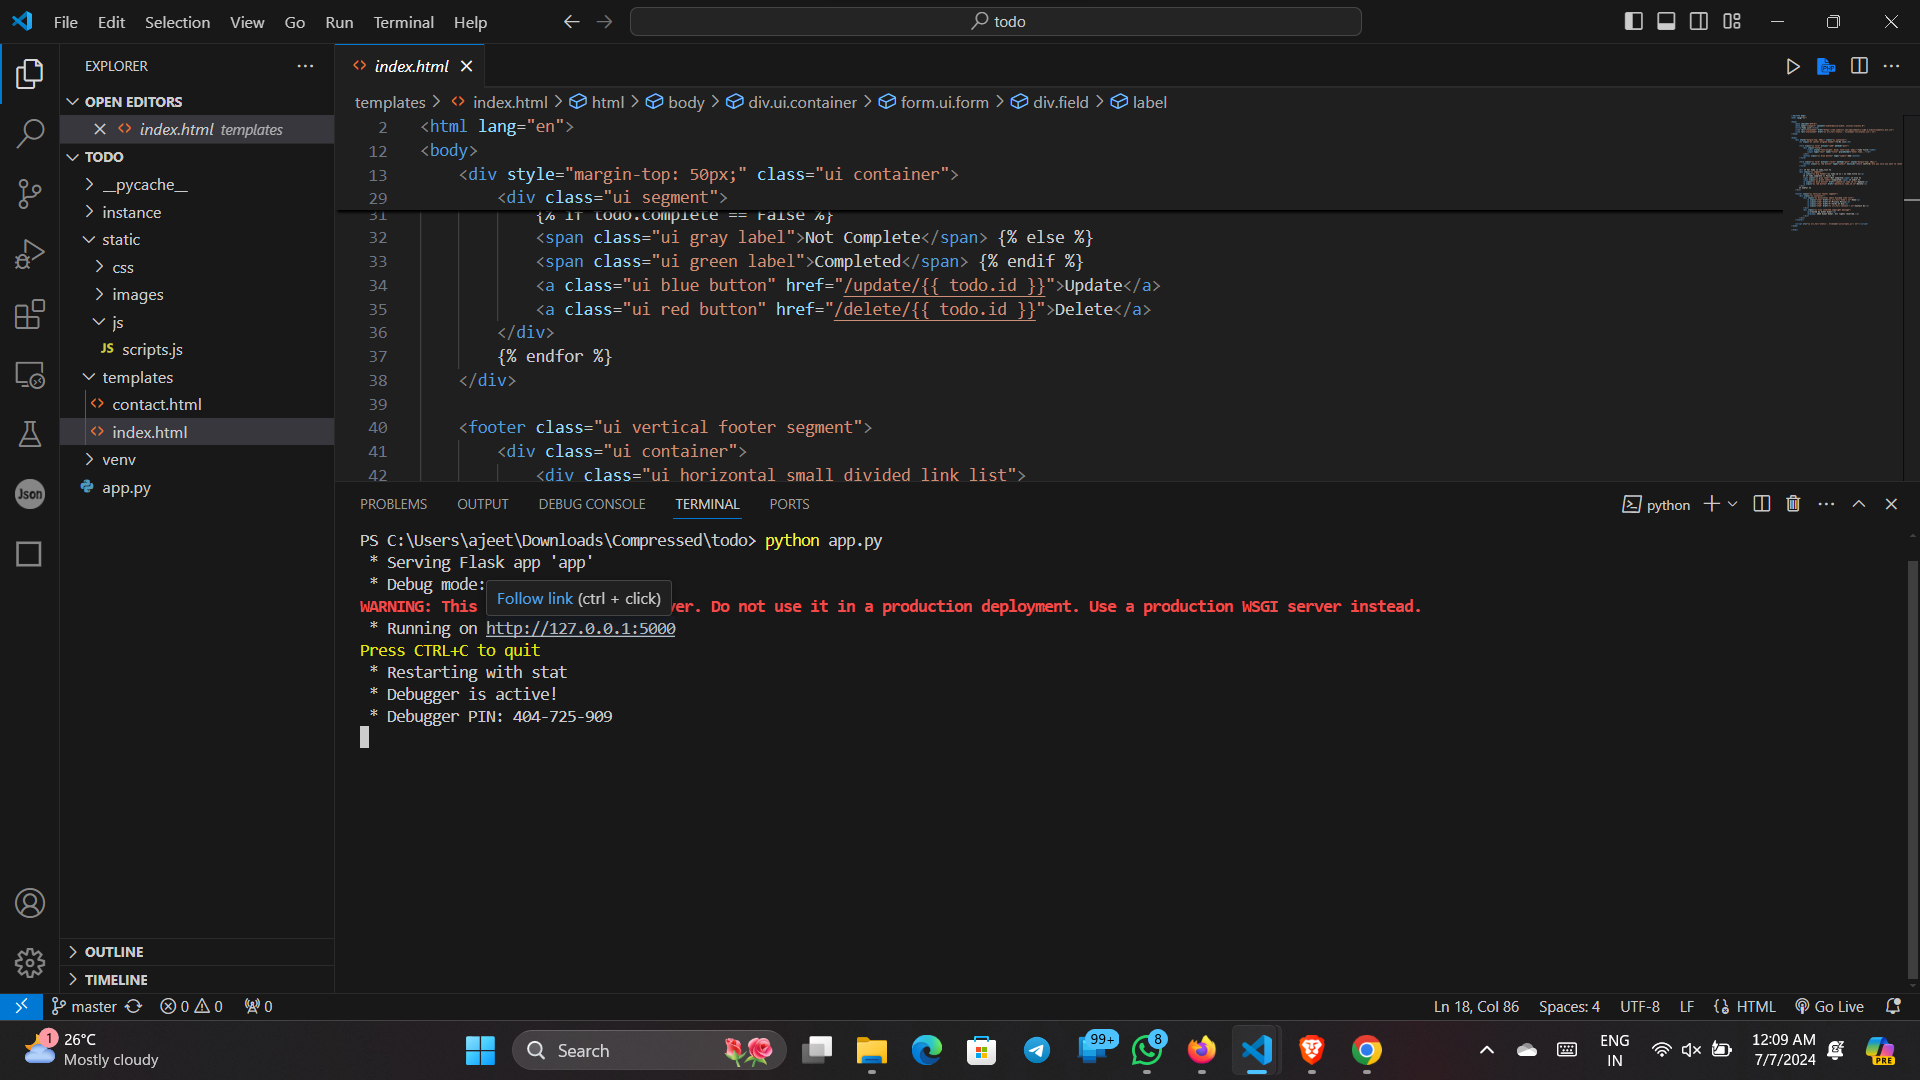 File Edit Selection View Go Run Terminal Help
todo
EXPLORER
OPEN EDITORS
index.html templates
TODO
__pycache__
instance
static
css
images
js
JS scripts.js
templates
contact.html
index.html
venv
app.py
OUTLINE
TIMELINE
Json
index.html
templates > index.html > html > body > div.ui.container > form.ui.form > div.field > label
2 <html lang="en">
12 <body>
13 <div style="margin-top: 50px;" class="ui container">
29 <div class="ui segment">
31 {% if todo.complete == False %}
32 <span class="ui gray label">Not Complete</span> {% else %}
33 <span class="ui green label">Completed</span> {% endif %}
34 <a class="ui blue button" href="/update/{{ todo.id }}">Update</a>
35 <a class="ui red button" href="/delete/{{ todo.id }}">Delete</a>
36 </div>
37 {% endfor %}
38 </div>
39
40 <footer class="ui vertical footer segment">
41 <div class="ui container">
42 <div class="ui horizontal small divided link list">
PROBLEMS OUTPUT DEBUG CONSOLE TERMINAL PORTS
python
PS C:\Users\ajeet\Downloads\Compressed\todo> python app.py
* Serving Flask app 'app'
* Debug mode:
Follow link (ctrl + click)
WARNING: This ver. Do not use it in a production deployment. Use a production WSGI server instead.
* Running on http://127.0.0.1:5000
Press CTRL+C to quit
* Restarting with stat
* Debugger is active!
* Debugger PIN: 404-725-909
master 0 0 0
Ln 18, Col 86 Spaces: 4 UTF-8 LF HTML Go Live
1
26°C
Mostly cloudy
Search
99+
8
ENG
IN
12:09 AM
7/7/2024
PRE